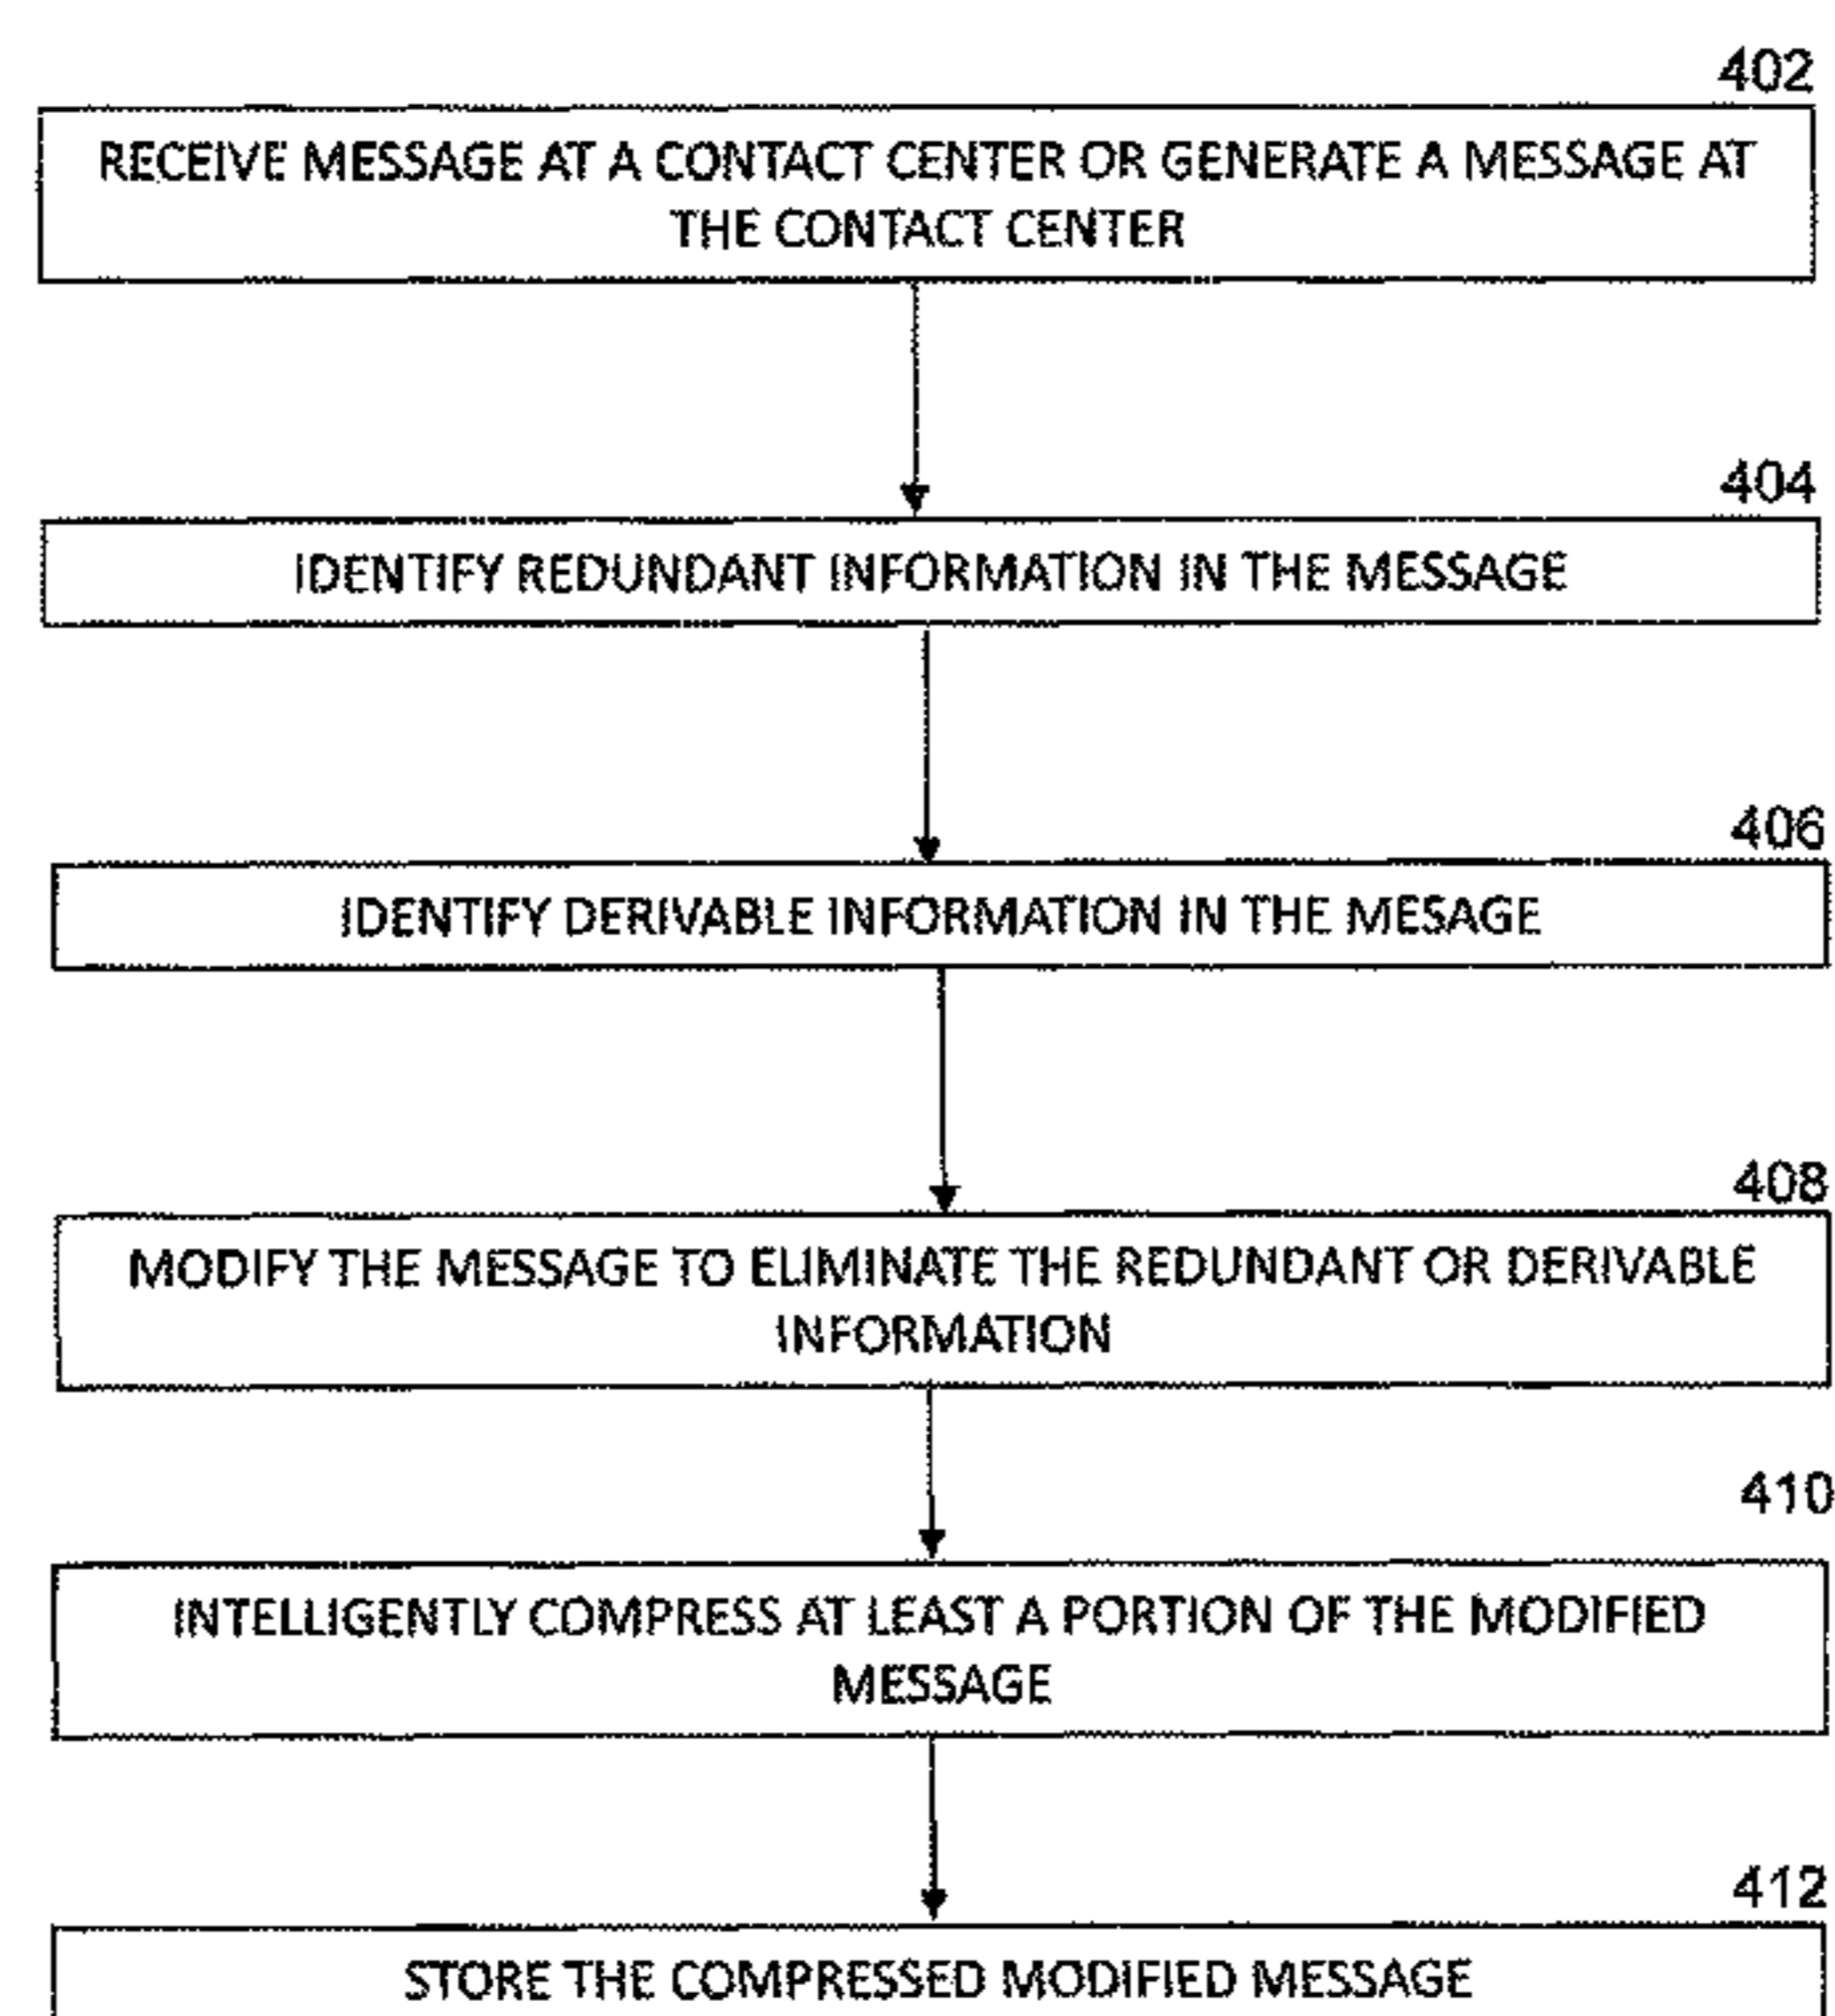 402
RECEIVE MESSAGE AT A CONTACT CENTER OR GENERATE A MESSAGE AT
THE CONTACT CENTER
404
IDENTIFY REDUNDANT INFORMATION IN THE MESSAGE
406
IDENTIFY DERIVABLE INFORMATION IN THE MESAGE
408
MODIFY THE MESSAGE TO ELIMINATE THE REDUNDANT OR DERIVABLE
INFORMATION
410
INTELLIGENTLY COMPRESS AT LEAST A PORTION OF THE MODIFIED
MESSAGE
412
STORE THE COMPRESSED MODIFIED MESSAGE